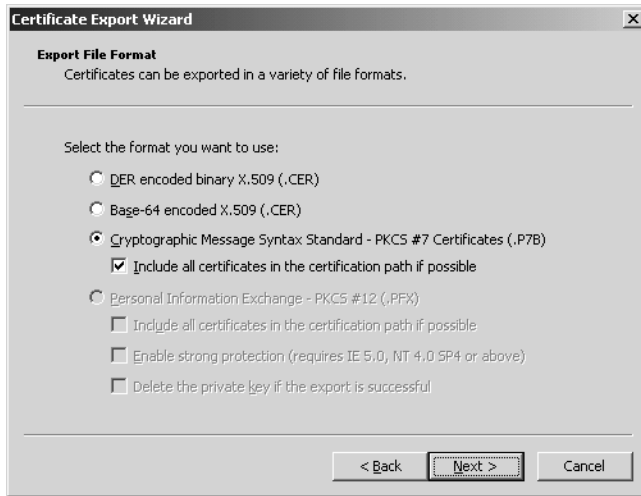 Certificate Export Wizard
Export File Format
Certificates can be exported in a variety of file formats.
Select the format you want to use:
DER encoded binary X.509 (.CER)
Base-64 encoded X.509 (.CER)
Cryptographic Message Syntax Standard - PKCS #7 Certificates (.P7B)
Include all certificates in the certification path if possible
Personal Information Exchange - PKCS #12 (.PFX)
Include all certificates in the certification path if possible
Enable strong protection (requires IE 5.0, NT 4.0 SP4 or above)
Delete the private key if the export is successful
< Back Next > Cancel